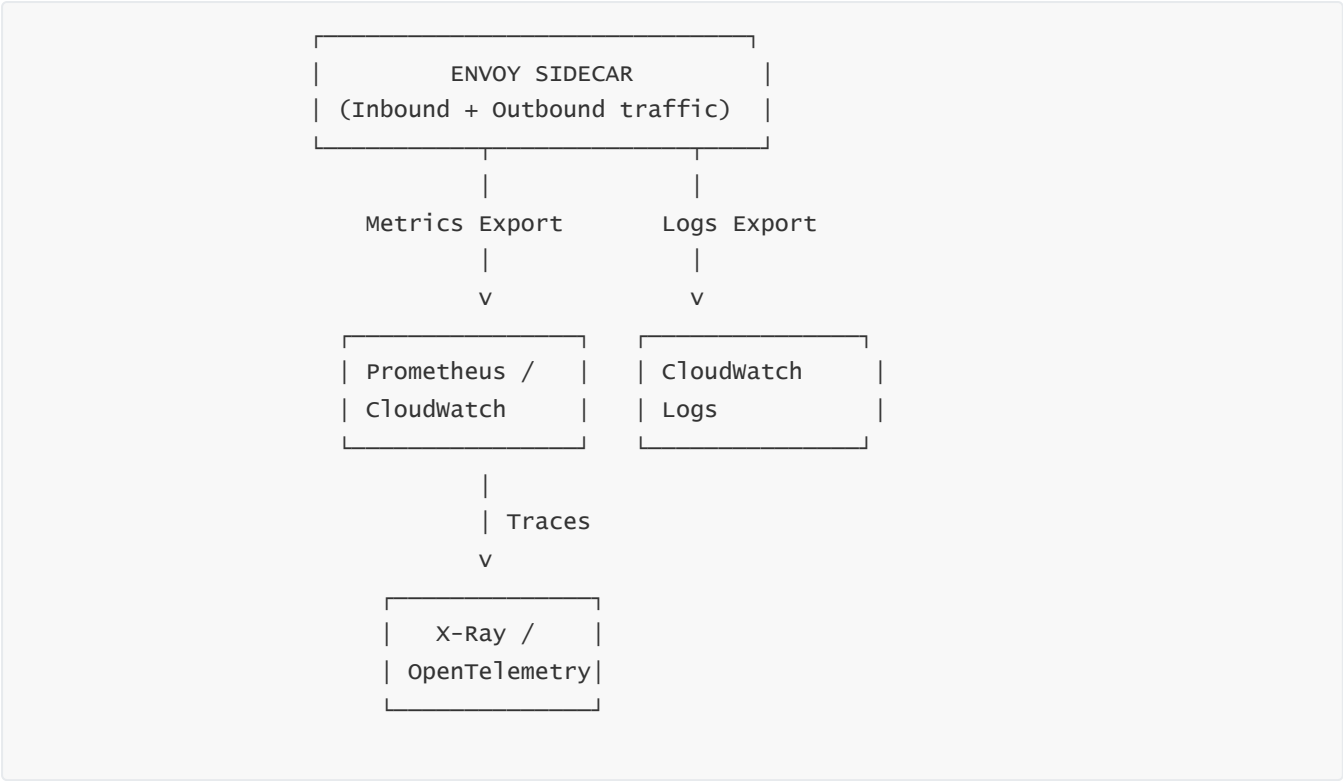 ENVOY SIDECAR
(Inbound + Outbound traffic)
Metrics Export Logs Export
v v
Prometheus / CloudWatch
CloudWatch Logs
Traces
v
X-Ray /
OpenTelemetry